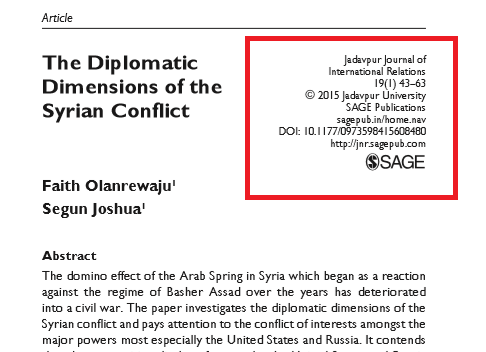 Article
The Diplomatic
Dimensions of the
Syrian Conflict
Jadavpur Journal of
International Relations
19(1) 43–63
© 2015 Jadavpur University
SAGE Publications
sagepub.in/home.nav
DOI: 10.1177/0973598415608480
http://jnr.sagepub.com
SAGE
Faith Olanrewaju¹
Segun Joshua¹
Abstract
The domino effect of the Arab Spring in Syria which began as a reaction
against the regime of Basher Assad over the years has deteriorated
into a civil war. The paper investigates the diplomatic dimensions of the
Syrian conflict and pays attention to the conflict of interests amongst the
major powers most especially the United States and Russia. It contends